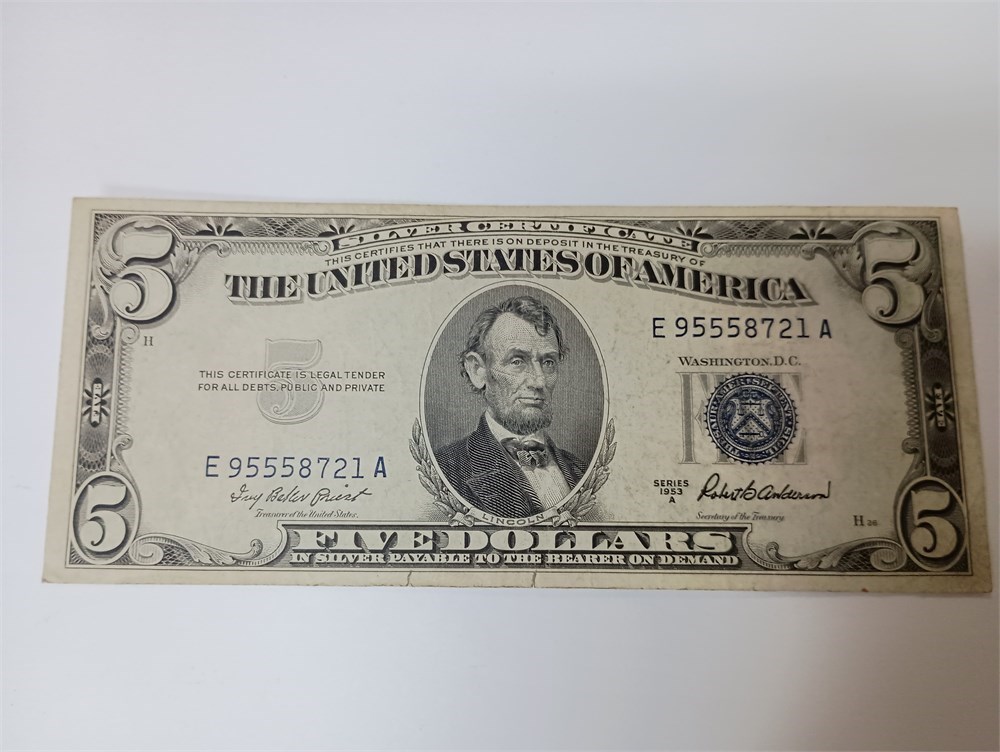 SILVER CERTIFICATE
THIS CERTIFIES THAT THERE IS ON DEPOSIT IN THE TREASURY OF
THE UNITED STATES OF AMERICA
5
5
E 95558721 A
H
WASHINGTON, D.C.
5
THIS CERTIFICATE IS LEGAL TENDER
FOR ALL DEBTS, PUBLIC AND PRIVATE
FIVE
FIVE
FIVE
E 95558721 A
Ivy Baker Priest
Treasurer of the United States.
SERIES
1953
A
Robert B. Anderson
Secretary of the Treasury.
H 26
LINCOLN
5
5
FIVE DOLLARS
IN SILVER PAYABLE TO THE BEARER ON DEMAND